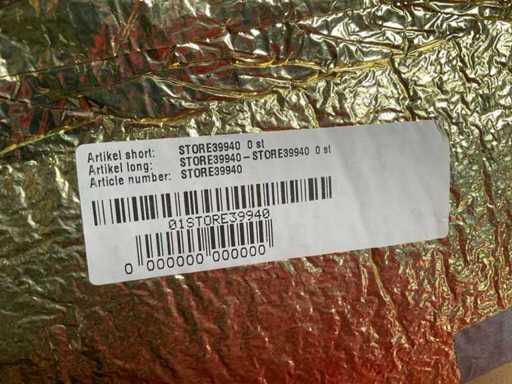 Artikel short: STORE39940 0 st
Artikel long: STORE39940-STORE39940 0 st
Article number: STORE39940
01STORE39940
0 000000 000000